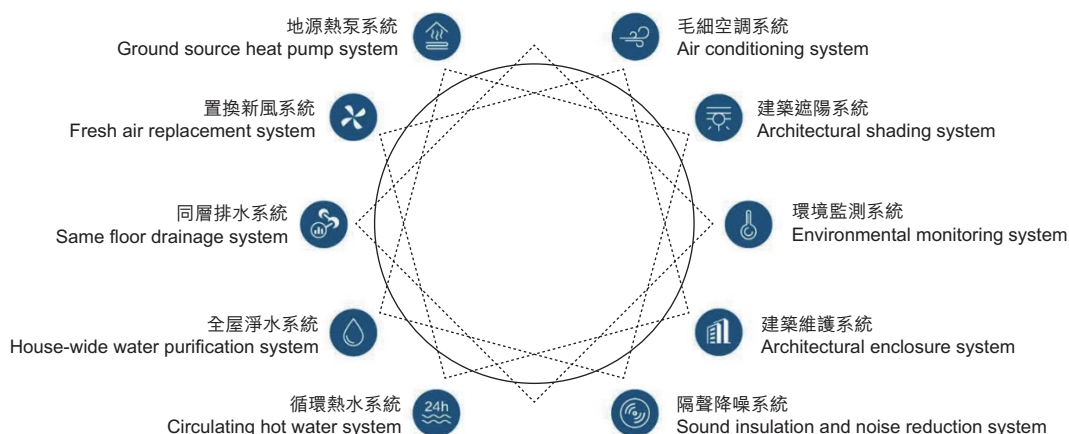 地源熱泵系統
Ground source heat pump system
毛細空調系統
Air conditioning system
置換新風系統
Fresh air replacement system
建築遮陽系統
Architectural shading system
同層排水系統
Same floor drainage system
環境監測系統
Environmental monitoring system
全屋淨水系統
House-wide water purification system
建築維護系統
Architectural enclosure system
循環熱水系統
Circulating hot water system
24h
隔聲降噪系統
Sound insulation and noise reduction system